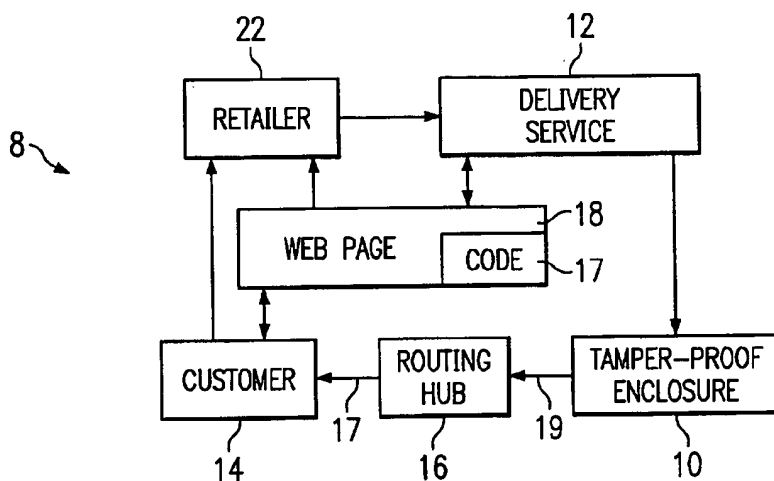 22
12
RETAILER
DELIVERY
SERVICE
8
18
WEB PAGE
CODE
17
CUSTOMER
ROUTING
HUB
TAMPER-PROOF
ENCLOSURE
17
19
14
16
10